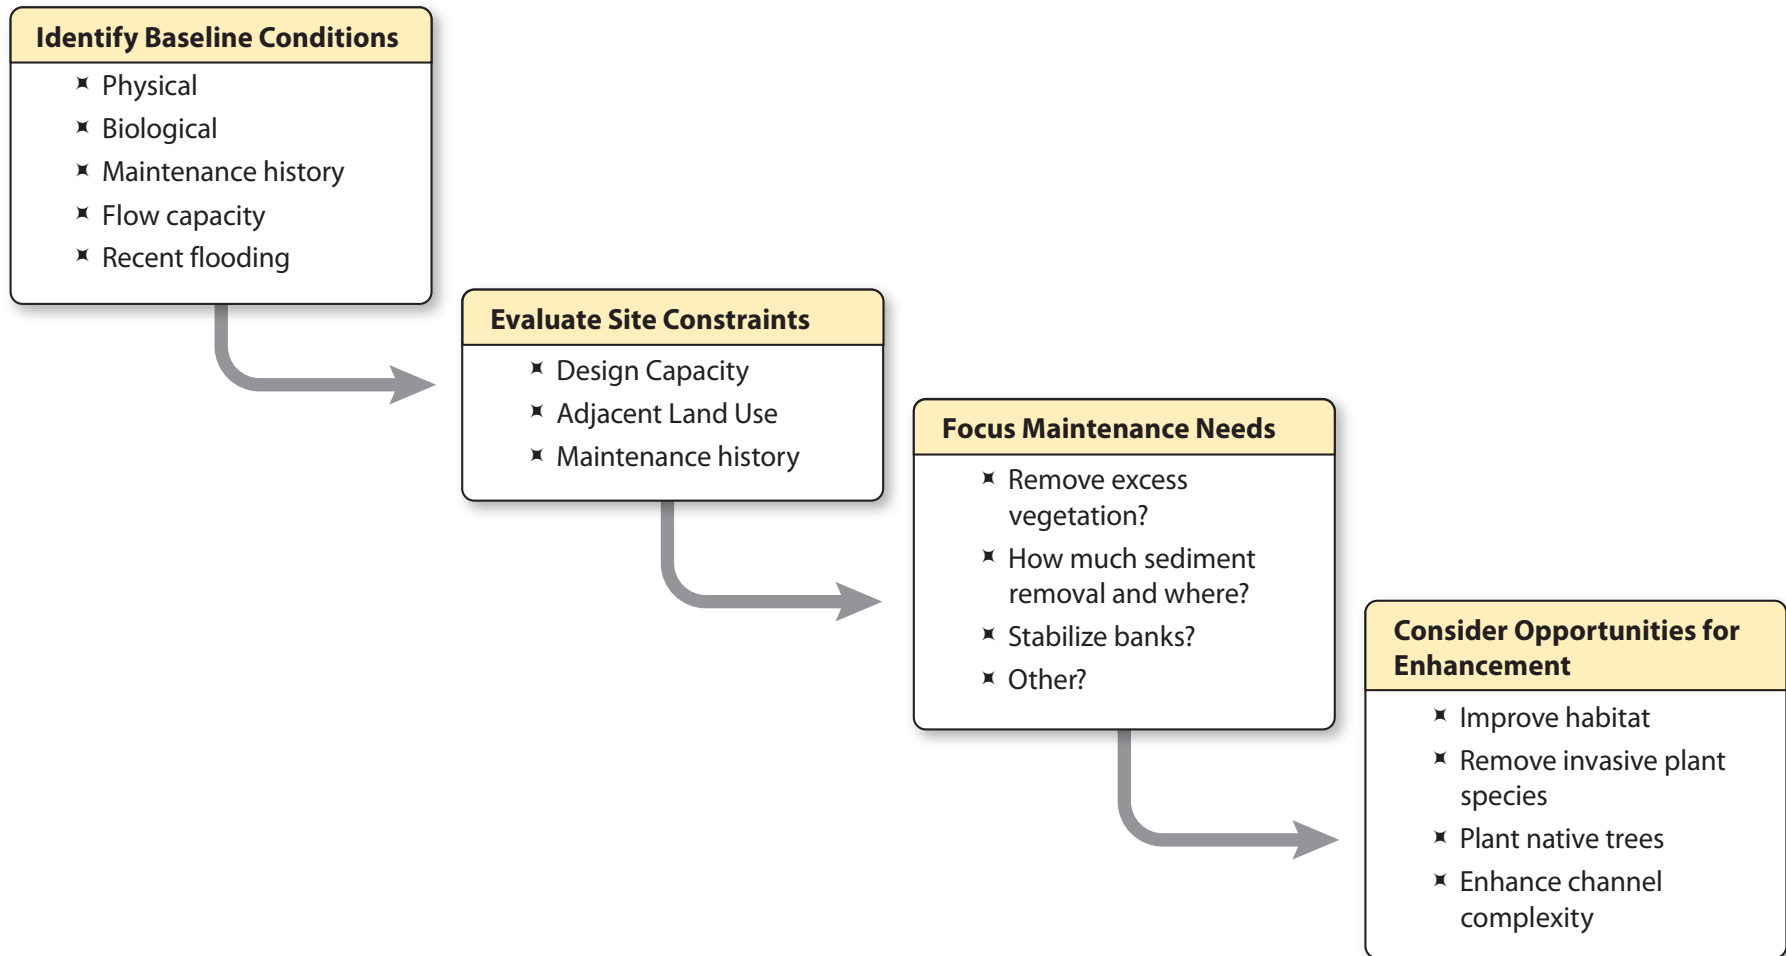 Identify Baseline Conditions
Physical
Biological
Maintenance history
Flow capacity
Recent flooding
Evaluate Site Constraints
Design Capacity
Adjacent Land Use
Maintenance history
Focus Maintenance Needs
Remove excess
vegetation?
How much sediment
removal and where?
Stabilize banks?
Other?
Consider Opportunities for
Enhancement
Improve habitat
Remove invasive plant
species
Plant native trees
Enhance channel
complexity